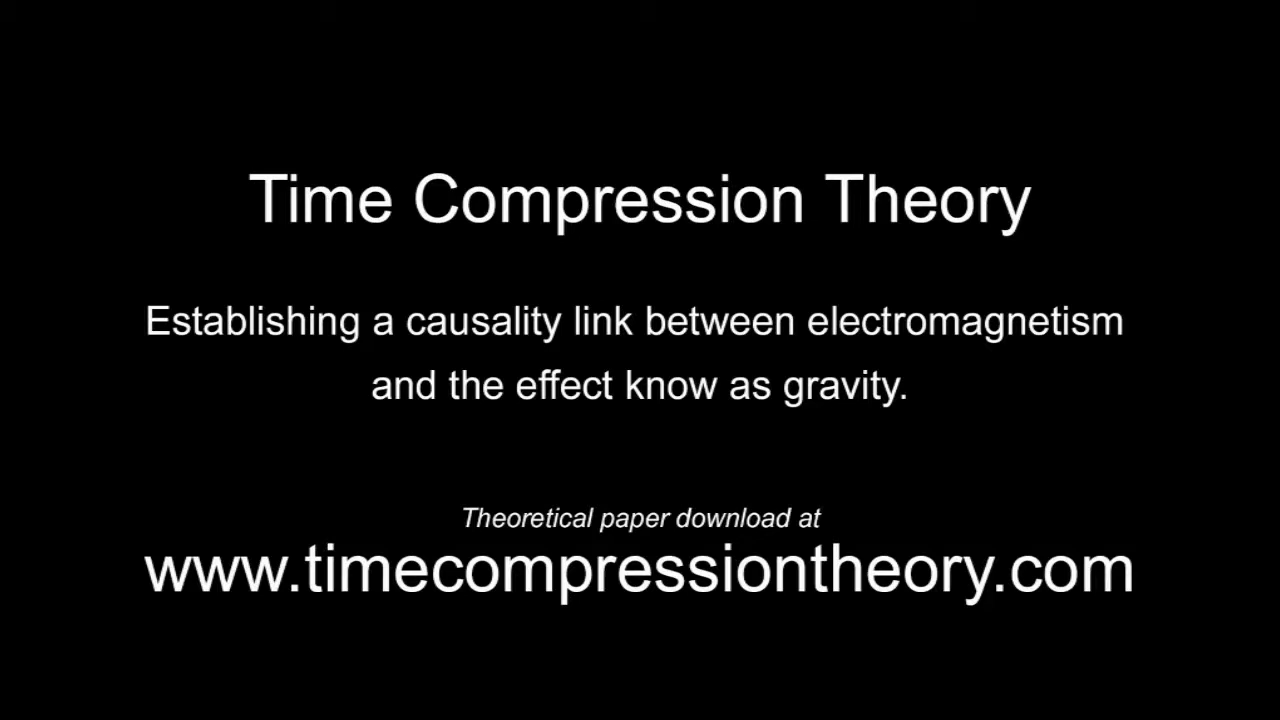 Time Compression Theory
Establishing a causality link between electromagnetism
and the effect know as gravity.
Theoretical paper download at
www.timecompressiontheory.com